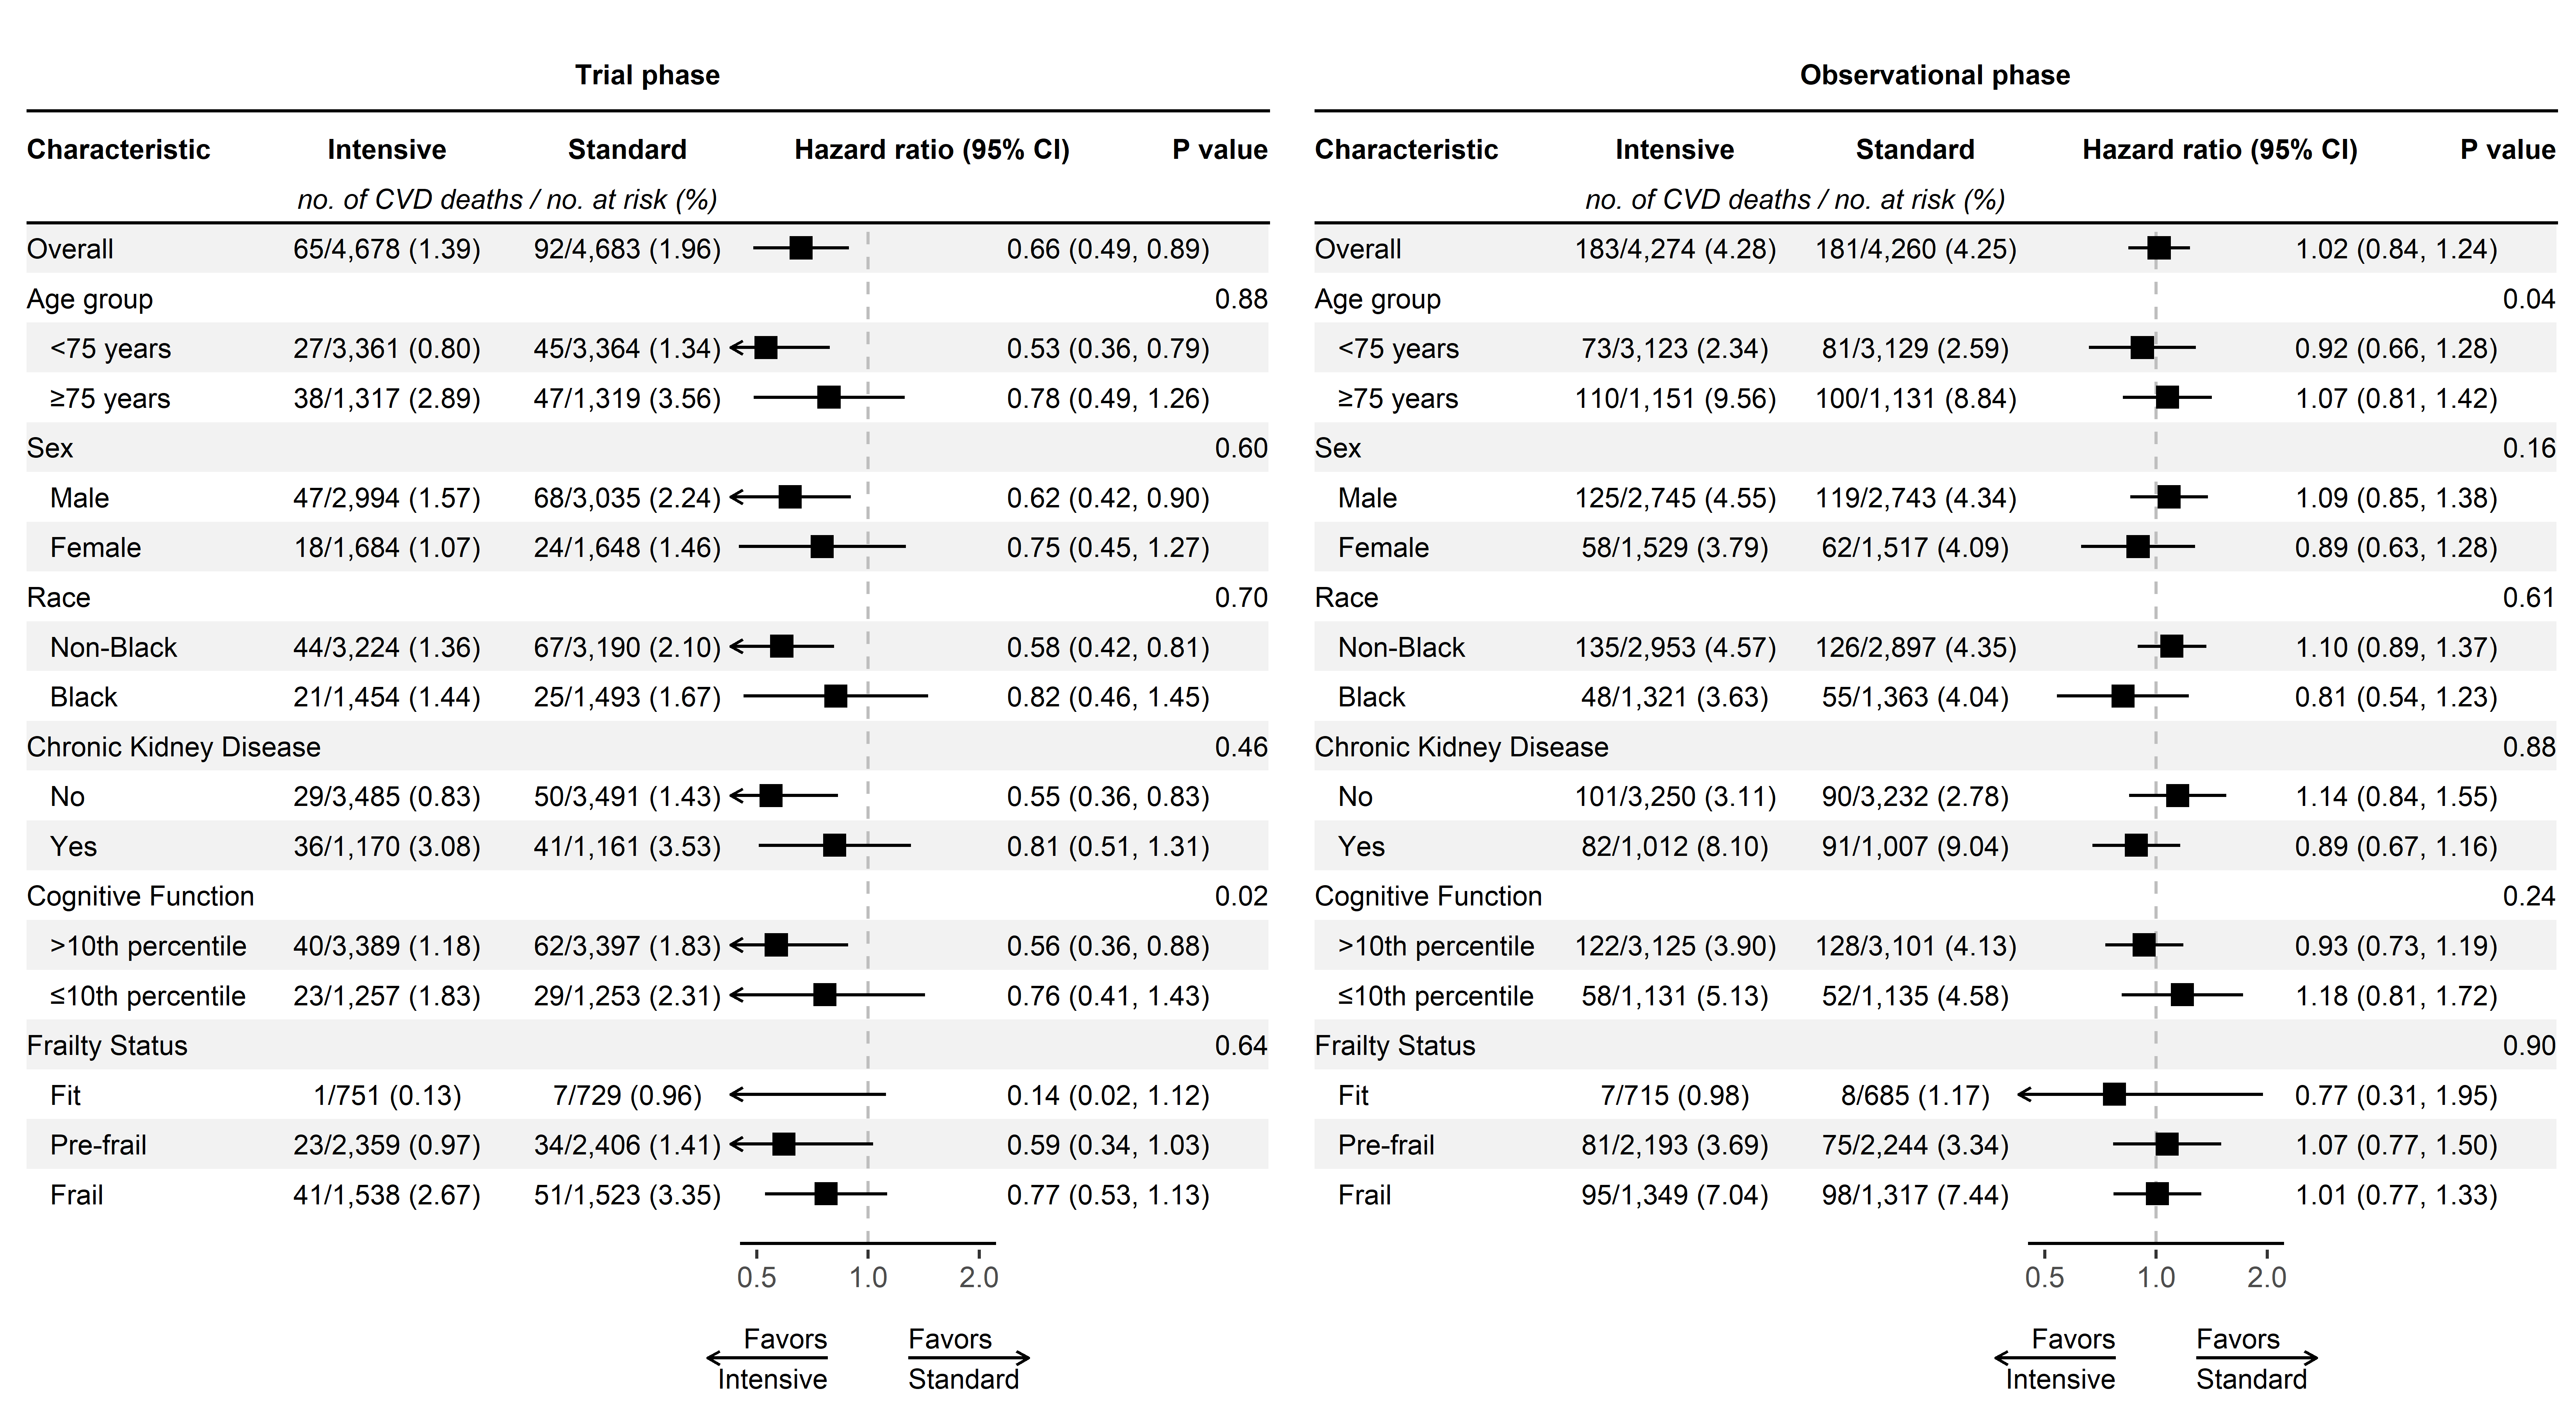 Trial phase
Characteristic Intensive Standard Hazard ratio (95% CI) P value
no. of CVD deaths / no. at risk (%)
Overall 65/4,678 (1.39) 92/4,683 (1.96) 0.66 (0.49, 0.89)
Age group 0.88
<75 years 27/3,361 (0.80) 45/3,364 (1.34) 0.53 (0.36, 0.79)
≥75 years 38/1,317 (2.89) 47/1,319 (3.56) 0.78 (0.49, 1.26)
Sex 0.60
Male 47/2,994 (1.57) 68/3,035 (2.24) 0.62 (0.42, 0.90)
Female 18/1,684 (1.07) 24/1,648 (1.46) 0.75 (0.45, 1.27)
Race 0.70
Non-Black 44/3,224 (1.36) 67/3,190 (2.10) 0.58 (0.42, 0.81)
Black 21/1,454 (1.44) 25/1,493 (1.67) 0.82 (0.46, 1.45)
Chronic Kidney Disease 0.46
No 29/3,485 (0.83) 50/3,491 (1.43) 0.55 (0.36, 0.83)
Yes 36/1,170 (3.08) 41/1,161 (3.53) 0.81 (0.51, 1.31)
Cognitive Function 0.02
>10th percentile 40/3,389 (1.18) 62/3,397 (1.83) 0.56 (0.36, 0.88)
≤10th percentile 23/1,257 (1.83) 29/1,253 (2.31) 0.76 (0.41, 1.43)
Frailty Status 0.64
Fit 1/751 (0.13) 7/729 (0.96) 0.14 (0.02, 1.12)
Pre-frail 23/2,359 (0.97) 34/2,406 (1.41) 0.59 (0.34, 1.03)
Frail 41/1,538 (2.67) 51/1,523 (3.35) 0.77 (0.53, 1.13)
0.5 1.0 2.0
Favors Favors
Intensive Standard
Observational phase
Characteristic Intensive Standard Hazard ratio (95% CI) P value
no. of CVD deaths / no. at risk (%)
Overall 183/4,274 (4.28) 181/4,260 (4.25) 1.02 (0.84, 1.24)
Age group 0.04
<75 years 73/3,123 (2.34) 81/3,129 (2.59) 0.92 (0.66, 1.28)
≥75 years 110/1,151 (9.56) 100/1,131 (8.84) 1.07 (0.81, 1.42)
Sex 0.16
Male 125/2,745 (4.55) 119/2,743 (4.34) 1.09 (0.85, 1.38)
Female 58/1,529 (3.79) 62/1,517 (4.09) 0.89 (0.63, 1.28)
Race 0.61
Non-Black 135/2,953 (4.57) 126/2,897 (4.35) 1.10 (0.89, 1.37)
Black 48/1,321 (3.63) 55/1,363 (4.04) 0.81 (0.54, 1.23)
Chronic Kidney Disease 0.88
No 101/3,250 (3.11) 90/3,232 (2.78) 1.14 (0.84, 1.55)
Yes 82/1,012 (8.10) 91/1,007 (9.04) 0.89 (0.67, 1.16)
Cognitive Function 0.24
>10th percentile 122/3,125 (3.90) 128/3,101 (4.13) 0.93 (0.73, 1.19)
≤10th percentile 58/1,131 (5.13) 52/1,135 (4.58) 1.18 (0.81, 1.72)
Frailty Status 0.90
Fit 7/715 (0.98) 8/685 (1.17) 0.77 (0.31, 1.95)
Pre-frail 81/2,193 (3.69) 75/2,244 (3.34) 1.07 (0.77, 1.50)
Frail 95/1,349 (7.04) 98/1,317 (7.44) 1.01 (0.77, 1.33)
0.5 1.0 2.0
Favors Favors
Intensive Standard